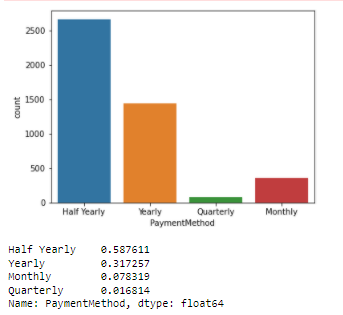 2500
2000
1500
1000
500
0
count
Half Yearly Yearly Quarterly Monthly
PaymentMethod
Half Yearly 0.587611
Yearly 0.317257
Monthly 0.078319
Quarterly 0.016814
Name: PaymentMethod, dtype: float64